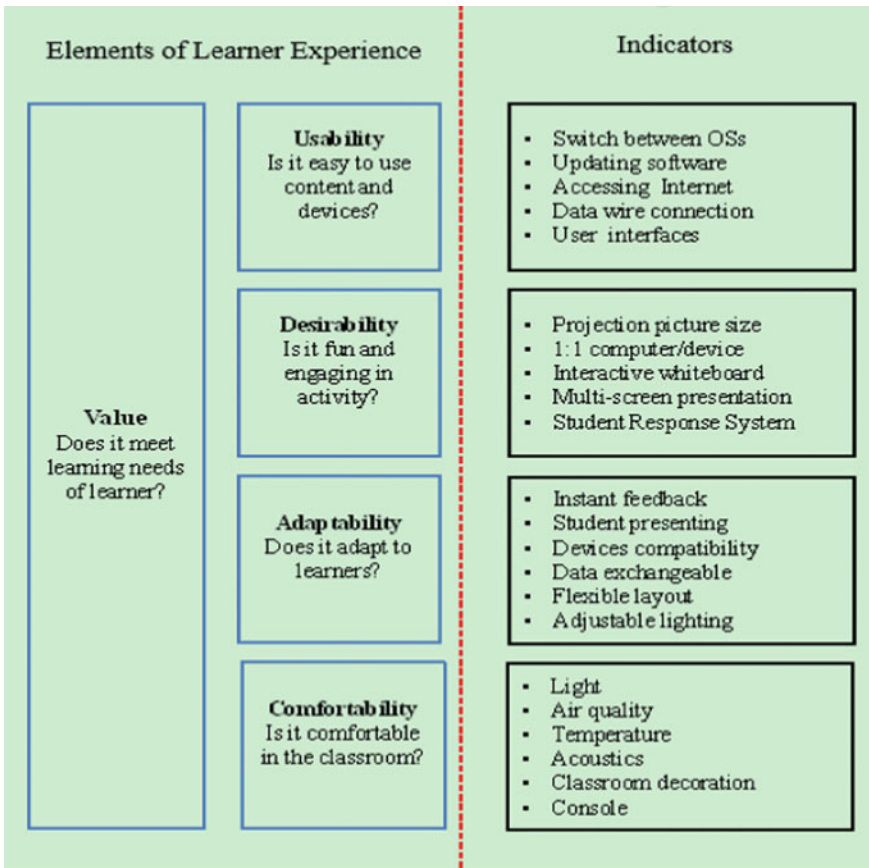 Elements of Learner Experience
Indicators
Value
Does it meet
learning needs
of learner?
Usability
Is it easy to use
content and
devices?
▪ Switch between OSs
▪ Updating software
▪ Accessing Internet
▪ Data wire connection
▪ User interfaces
Desirability
Is it fun and
engaging in
activity?
▪ Projection picture size
▪ 1:1 computer/device
▪ Interactive whiteboard
▪ Multi-screen presentation
▪ Student Response System
Adaptability
Does it adapt to
learners?
▪ Instant feedback
▪ Student presenting
▪ Devices compatibility
▪ Data exchangeable
▪ Flexible layout
▪ Adjustable lighting
Comfortability
Is it comfortable
in the classroom?
▪ Light
▪ Air quality
▪ Temperature
▪ Acoustics
▪ Classroom decoration
▪ Console